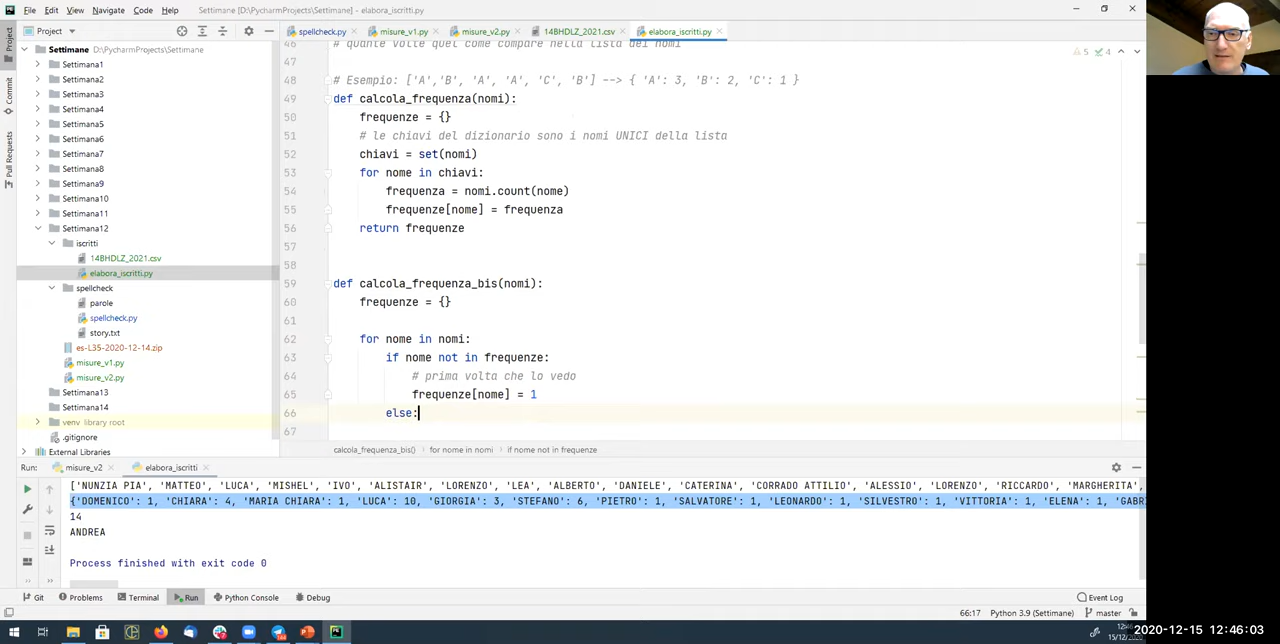 File Edit View Navigate Code Help Settimane [D:\PycharmProjects\Settimane] - elabora_iscritti.py
Project
Commit
Pull Requests
Project
Settimane D:\PycharmProjects\Settimane
Settimana1
Settimana2
Settimana3
Settimana4
Settimana5
Settimana6
Settimana7
Settimana8
Settimana9
Settimana10
Settimana11
Settimana12
iscritti
14BHDLZ_2021.csv
elabora_iscritti.py
spellcheck
parole
spellcheck.py
story.txt
es-L35-2020-12-14.zip
misure_v1.py
misure_v2.py
Settimana13
Settimana14
venv library root
.gitignore
External Libraries
spellcheck.py misure_v1.py misure_v2.py 14BHDLZ_2021.csv elabora_iscritti.py
5 4
46 # quante volte quel nome compare nella lista dei nomi
47
48 # Esempio: ['A','B', 'A', 'A', 'C', 'B'] --> { 'A': 3, 'B': 2, 'C': 1 }
49 def calcola_frequenza(nomi):
50 frequenze = {}
51 # le chiavi del dizionario sono i nomi UNICI della lista
52 chiavi = set(nomi)
53 for nome in chiavi:
54 frequenza = nomi.count(nome)
55 frequenze[nome] = frequenza
56 return frequenze
57
58
59 def calcola_frequenza_bis(nomi):
60 frequenze = {}
61
62 for nome in nomi:
63 if nome not in frequenze:
64 # prima volta che lo vedo
65 frequenze[nome] = 1
66 else:
67
calcola_frequenza_bis() for nome in nomi if nome not in frequenze
Run: misure_v2 elabora_iscritti
['NUNZIA PIA', 'MATTEO', 'LUCA', 'MISHEL', 'IVO', 'ALISTAIR', 'LORENZO', 'LEA', 'ALBERTO', 'DANIELE', 'CATERINA', 'CORRADO ATTILIO', 'ALESSIO', 'LORENZO', 'RICCARDO', 'MARGHERITA',
{'DOMENICO': 1, 'CHIARA': 4, 'MARIA CHIARA': 1, 'LUCA': 10, 'GIORGIA': 3, 'STEFANO': 6, 'PIETRO': 1, 'SALVATORE': 1, 'LEONARDO': 1, 'SILVESTRO': 1, 'VITTORIA': 1, 'ELENA': 1, 'GABRI
14
ANDREA
Process finished with exit code 0
Git Problems Terminal Run Python Console Debug Event Log
66:17 Python 3.9 (Settimane) master
15/12/2020
2020-12-15 12:46:03